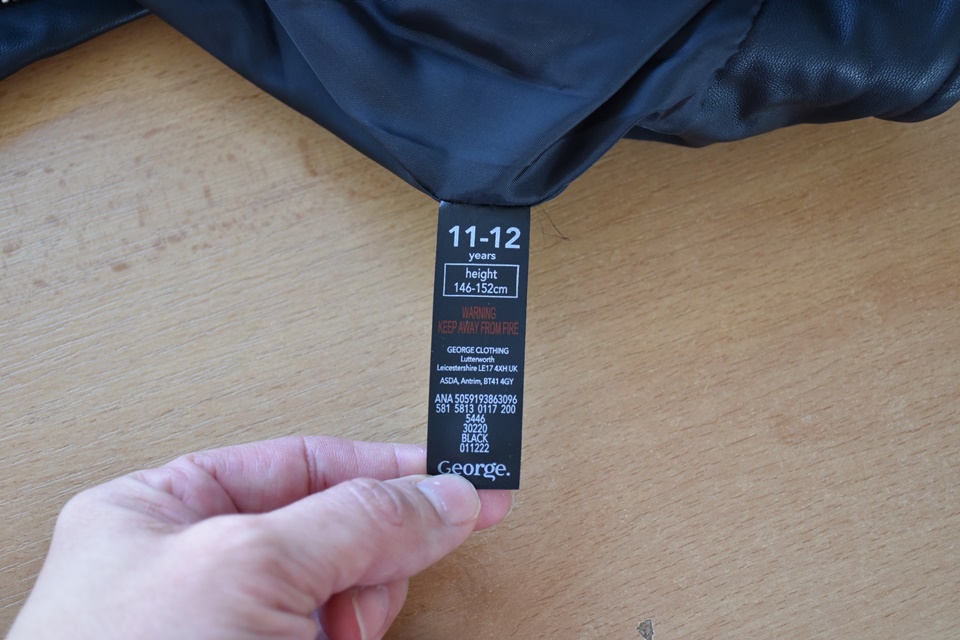 11-12
years
height
146-152cm
WARNING
KEEP AWAY FROM FIRE
GEORGE CLOTHING
Lutterworth
Leicestershire LE17 4XH UK
ASDA, Antrim, BT41 4GY
ANA 5059193863096
581 5813 0117 200
5446
30220
BLACK
011222
George.